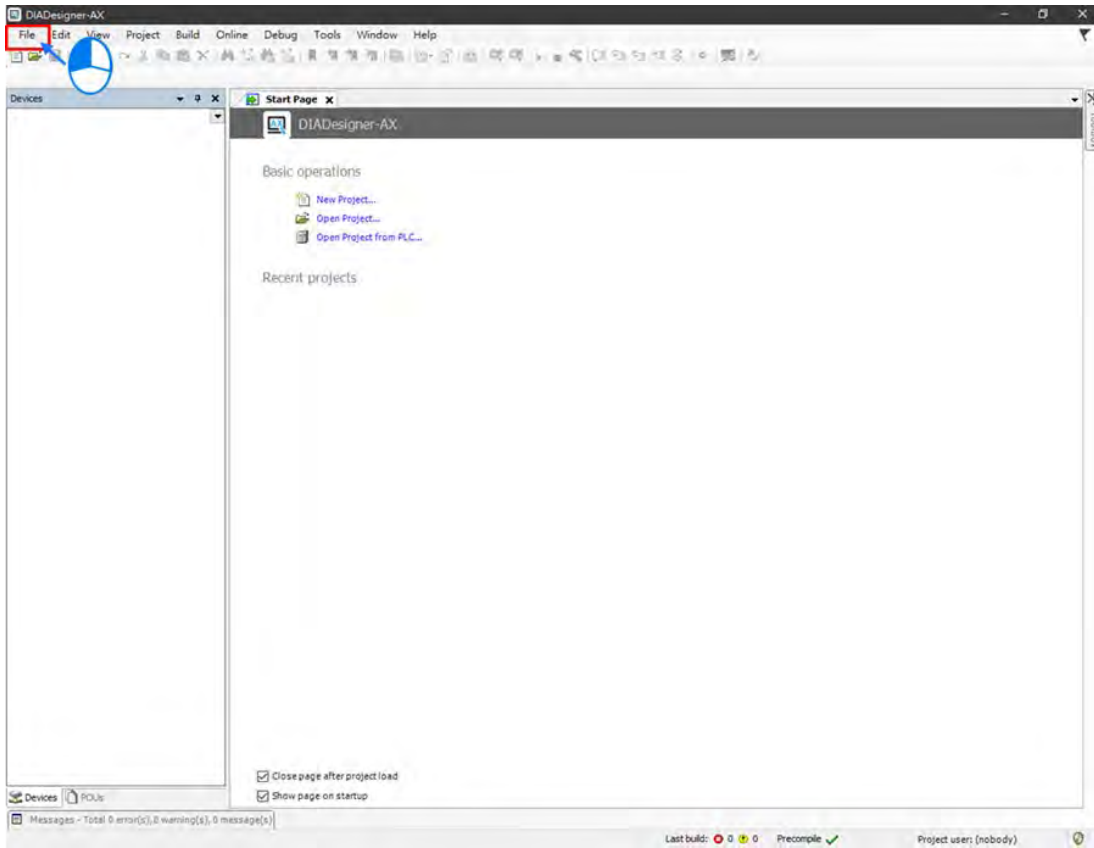 DIADesigner-AX
File Edit View Project Build Online Debug Tools Window Help
Devices
Start Page
DIADesigner-AX
Basic operations
New Project...
Open Project...
Open Project from PLC...
Recent projects
Close page after project load
Show page on startup
Devices POUs
Messages - Total 0 error(s), 0 warning(s), 0 message(s)
Last build: 0 0 Precompile Project user: (nobody)